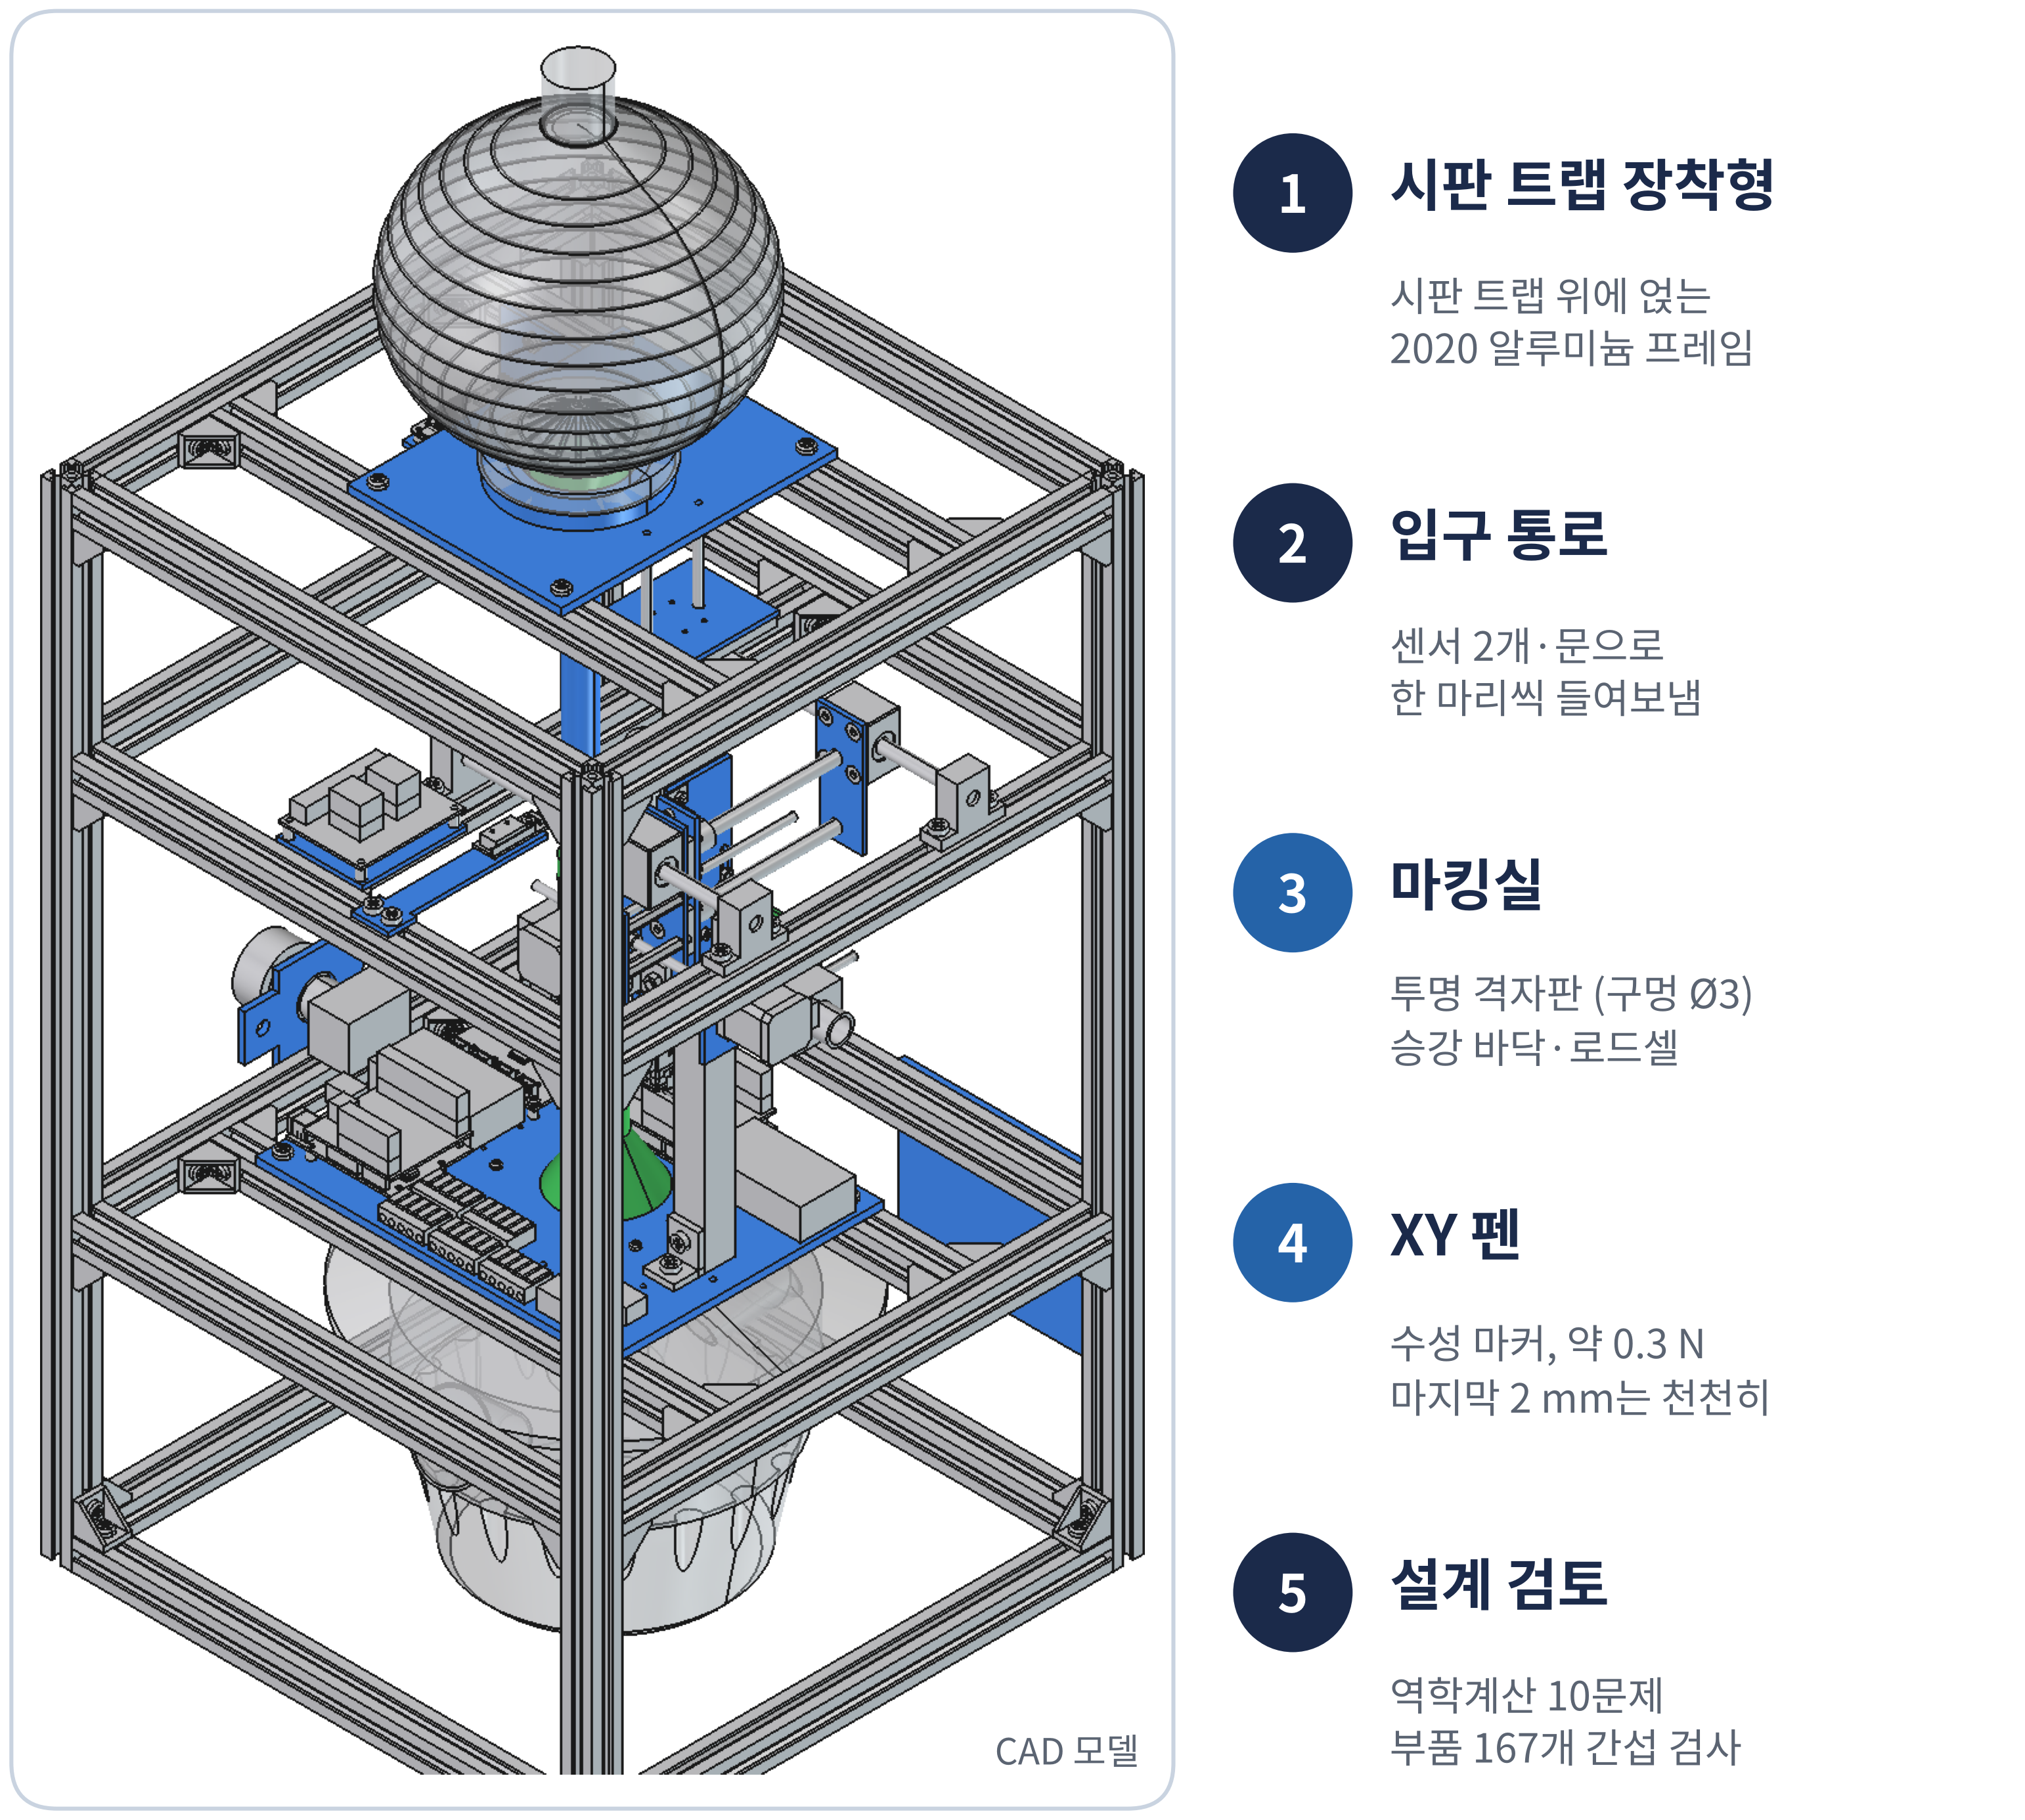 1
시판 트랩 장착형
시판 트랩 위에 얹는
2020 알루미늄 프레임
2
입구 통로
센서 2개·문으로
한 마리씩 들여보냄
3
마킹실
투명 격자판 (구멍 Ø3)
승강 바닥·로드셀
4
XY 펜
수성 마커, 약 0.3 N
마지막 2 mm는 천천히
5
설계 검토
역학계산 10문제
부품 167개 간섭 검사
CAD 모델